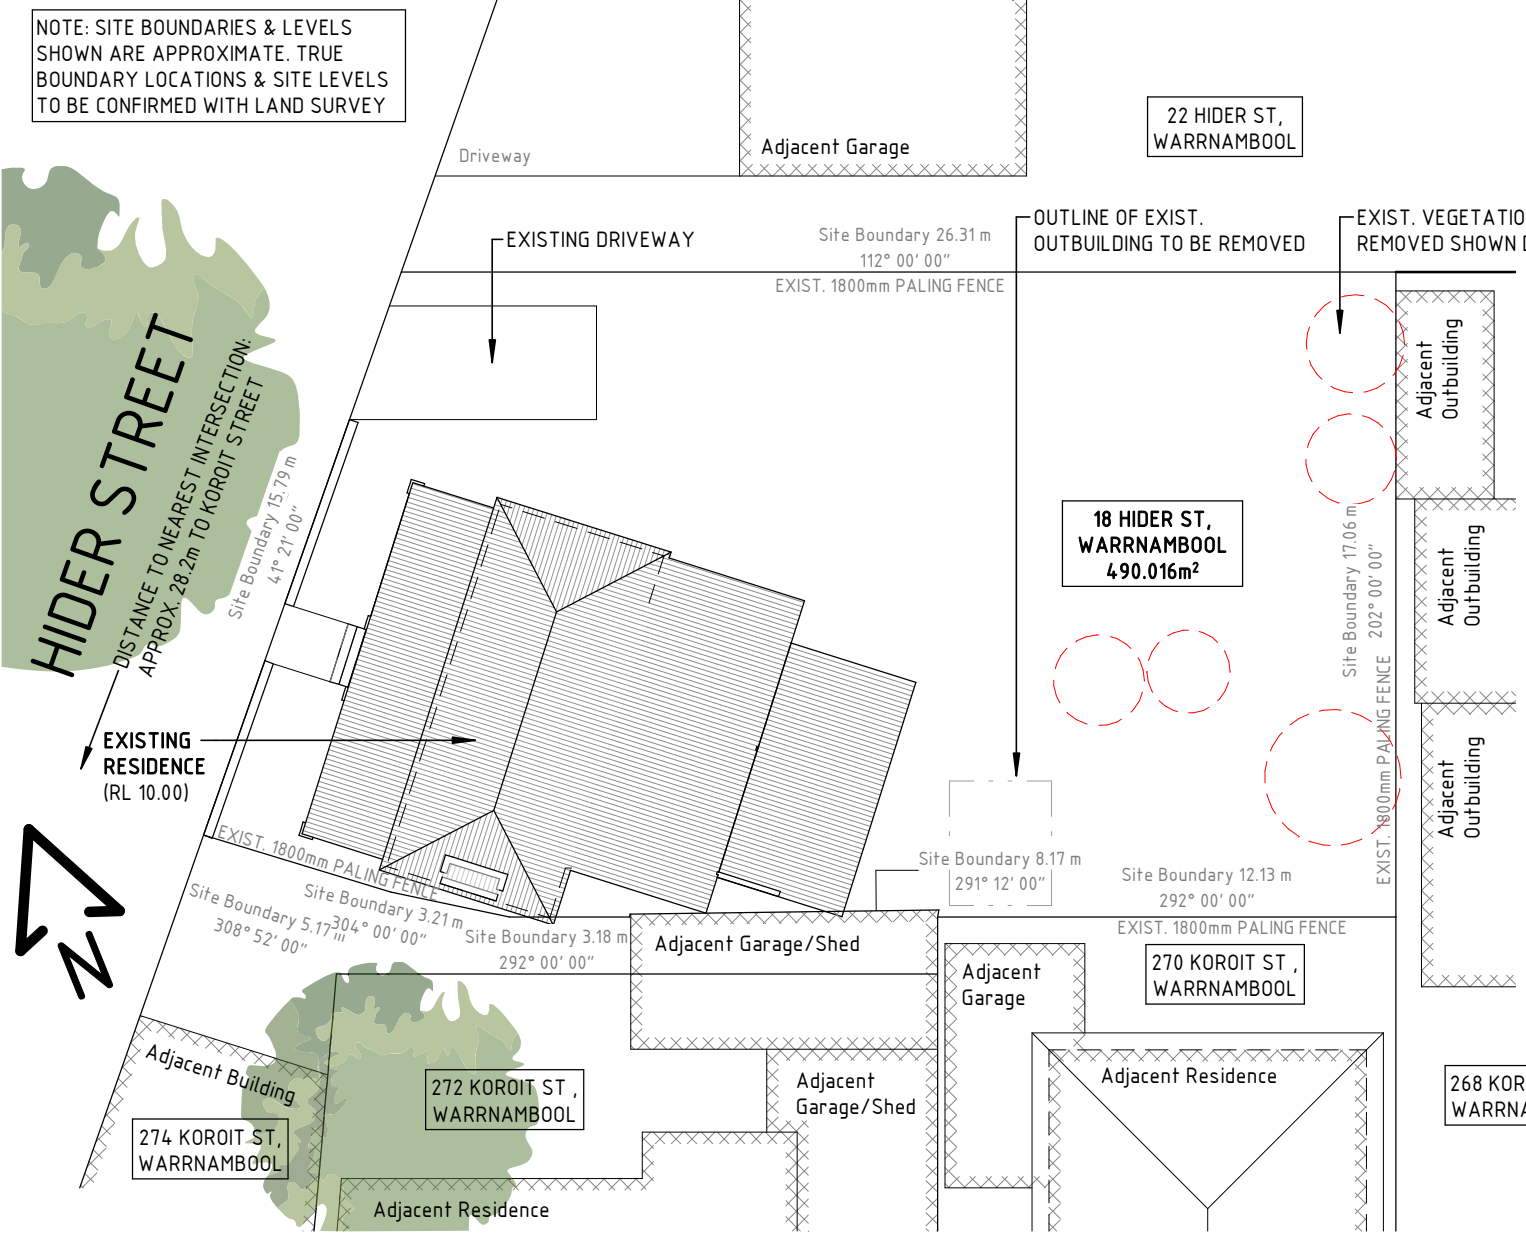 NOTE: SITE BOUNDARIES & LEVELS
SHOWN ARE APPROXIMATE. TRUE
BOUNDARY LOCATIONS & SITE LEVELS
TO BE CONFIRMED WITH LAND SURVEY
22 HIDER ST,
WARRNAMBOOL
Adjacent Garage
Driveway
OUTLINE OF EXIST.
OUTBUILDING TO BE REMOVED
EXIST. VEGETATIO
REMOVED SHOWN
EXISTING DRIVEWAY
Site Boundary 26.31 m
112° 00' 00"
EXIST. 1800mm PALING FENCE
HIDER STREET
DISTANCE TO NEAREST INTERSECTION:
APPROX. 28.2m TO KOROIT STREET
Site Boundary 15.79 m
41° 21' 00"
Adjacent
Outbuilding
18 HIDER ST,
WARRNAMBOOL
490.016m²
Site Boundary 17.06 m
202° 00' 00"
EXIST. 1800mm PALING FENCE
Adjacent
Outbuilding
Adjacent
Outbuilding
EXISTING
RESIDENCE
(RL 10.00)
EXIST. 1800mm PALING FENCE
Site Boundary 5.17m
308° 52' 00"
Site Boundary 3.21 m
304° 00' 00"
Site Boundary 3.18 m
292° 00' 00"
Site Boundary 8.17 m
291° 12' 00"
Site Boundary 12.13 m
292° 00' 00"
EXIST. 1800mm PALING FENCE
N
Adjacent Garage/Shed
Adjacent
Garage
270 KOROIT ST ,
WARRNAMBOOL
Adjacent Building
272 KOROIT ST ,
WARRNAMBOOL
Adjacent
Garage/Shed
Adjacent Residence
268 KOR
WARRNA
274 KOROIT ST,
WARRNAMBOOL
Adjacent Residence